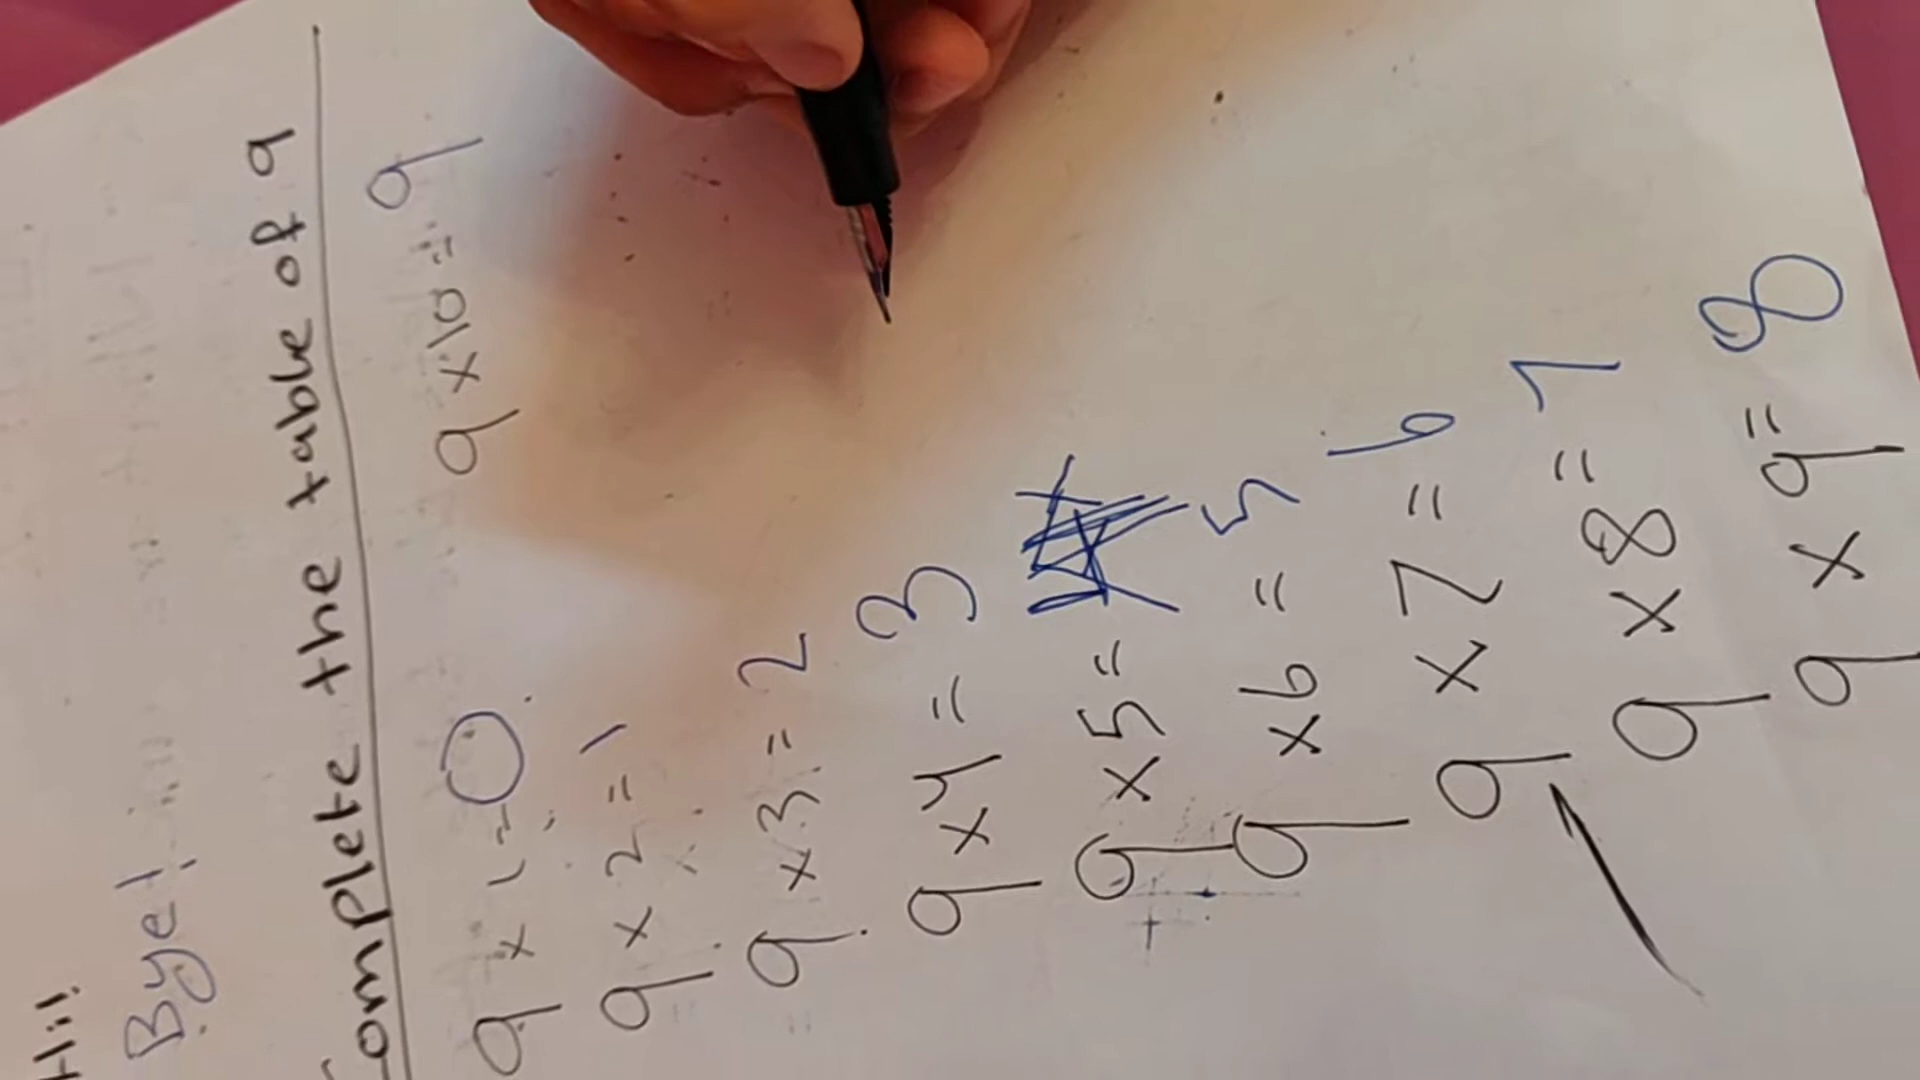 Hi!
Bye!
Complete the table of 9
9 x 1 = 0
9 x 2 = 1
9 x 3 = 2
9 x 4 = 3
9 x 5 =
9 x 6 = 5
9 x 7 = 6
9 x 8 = 7
9 x 9 = 8
9 x 10 = 9